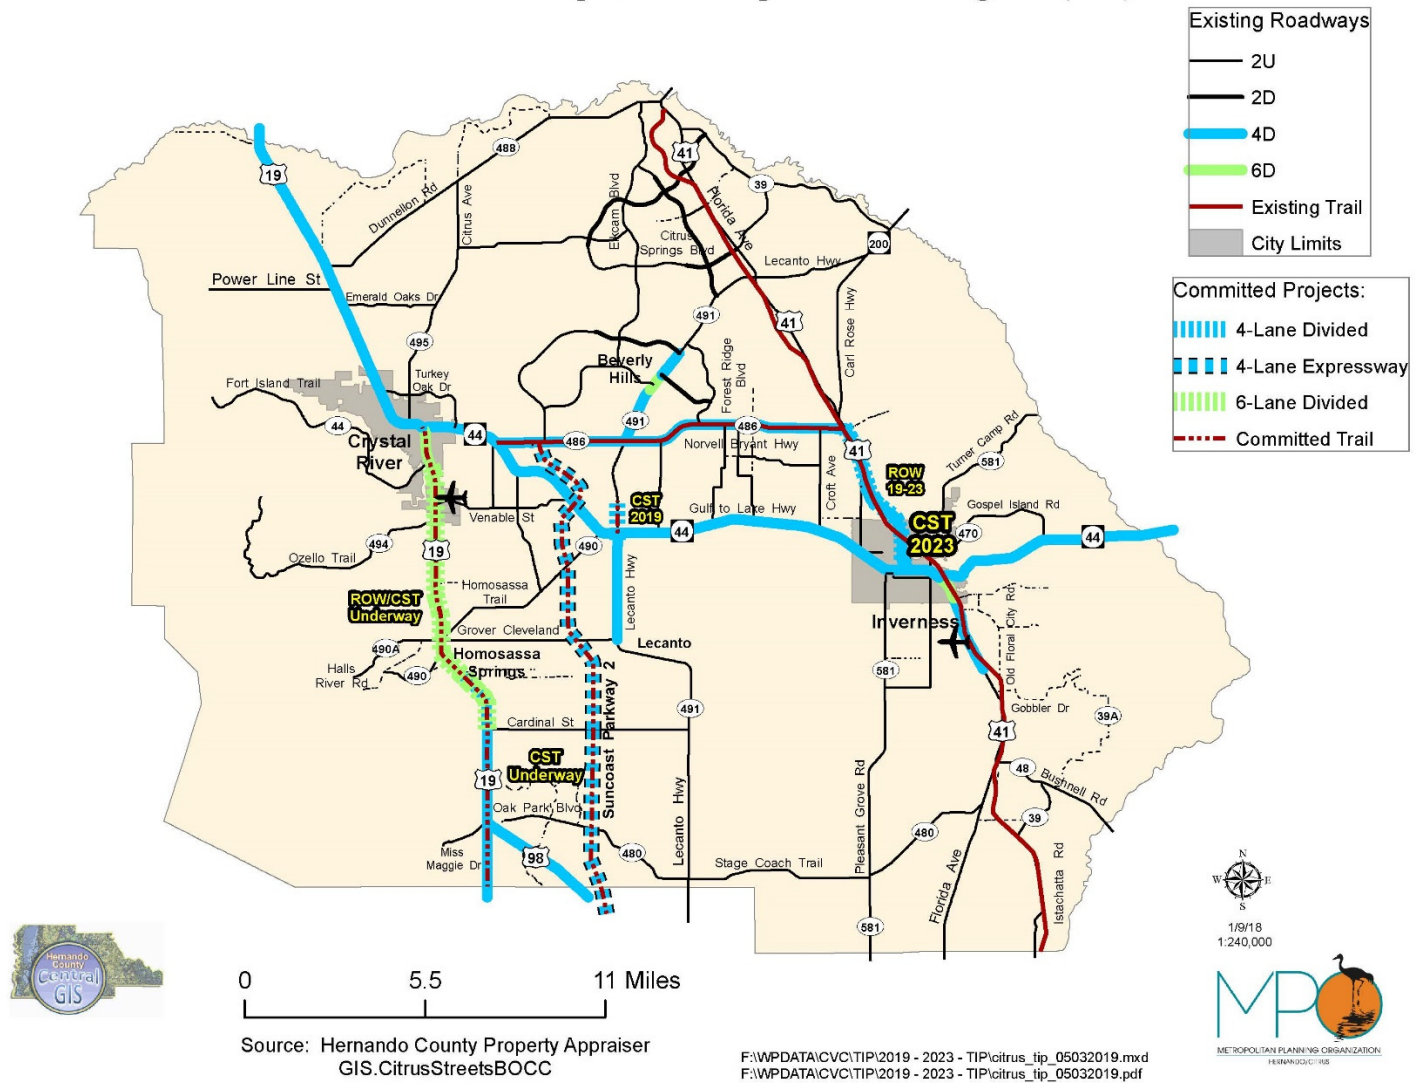 Existing Roadways
2U
2D
4D
6D
Existing Trail
City Limits
Committed Projects:
4-Lane Divided
4-Lane Expressway
6-Lane Divided
Committed Trail
19
488
41
39
Dunnellon Rd
Citrus Ave
Elkcam Blvd
Florida Ave
Citrus
Springs Blvd
200
Lecanto Hwy
Power Line St
Emerald Oaks Dr
491
41
Carl Rose Hwy
495
Beverly
Hills
Forest Ridge
Blvd
Fort Island Trail
Turkey
Oak Dr
44
Crystal
River
44
486
491
486
Norvell Bryant Hwy
41
Turner Camp Rd
581
Croft Ave
ROW
19-23
Venable St
CST
2019
Gulf to Lake Hwy
Gospel Island Rd
CST
2023
470
44
44
Ozello Trail
494
19
490
Homosassa
Trail
Lecanto Hwy
ROW/CST
Underway
Inverness
Old Floral City Rd
Grover Cleveland
Lecanto
490A
Homosassa
Springs
Halls
River Rd
490
581
Suncoast Parkway 2
491
Gobbler Dr
39A
Cardinal St
41
CST
Underway
19
48
Bushnell Rd
Oak Park Blvd
Lecanto Hwy
Pleasant Grove Rd
39
480
Miss
Maggie Dr
98
480
Stage Coach Trail
Florida Ave
Istachatta Rd
581
N
W
E
S
1/9/18
1:240,000
Hernando
County
Central
GIS
0
5.5
11 Miles
MPO
METROPOLITAN PLANNING ORGANIZATION
HERNANDO/CITRUS
Source: Hernando County Property Appraiser
GIS.CitrusStreetsBOCC
F:\WPDATA\CVC\TIP\2019 - 2023 - TIP\citrus_tip_05032019.mxd
F:\WPDATA\CVC\TIP\2019 - 2023 - TIP\citrus_tip_05032019.pdf